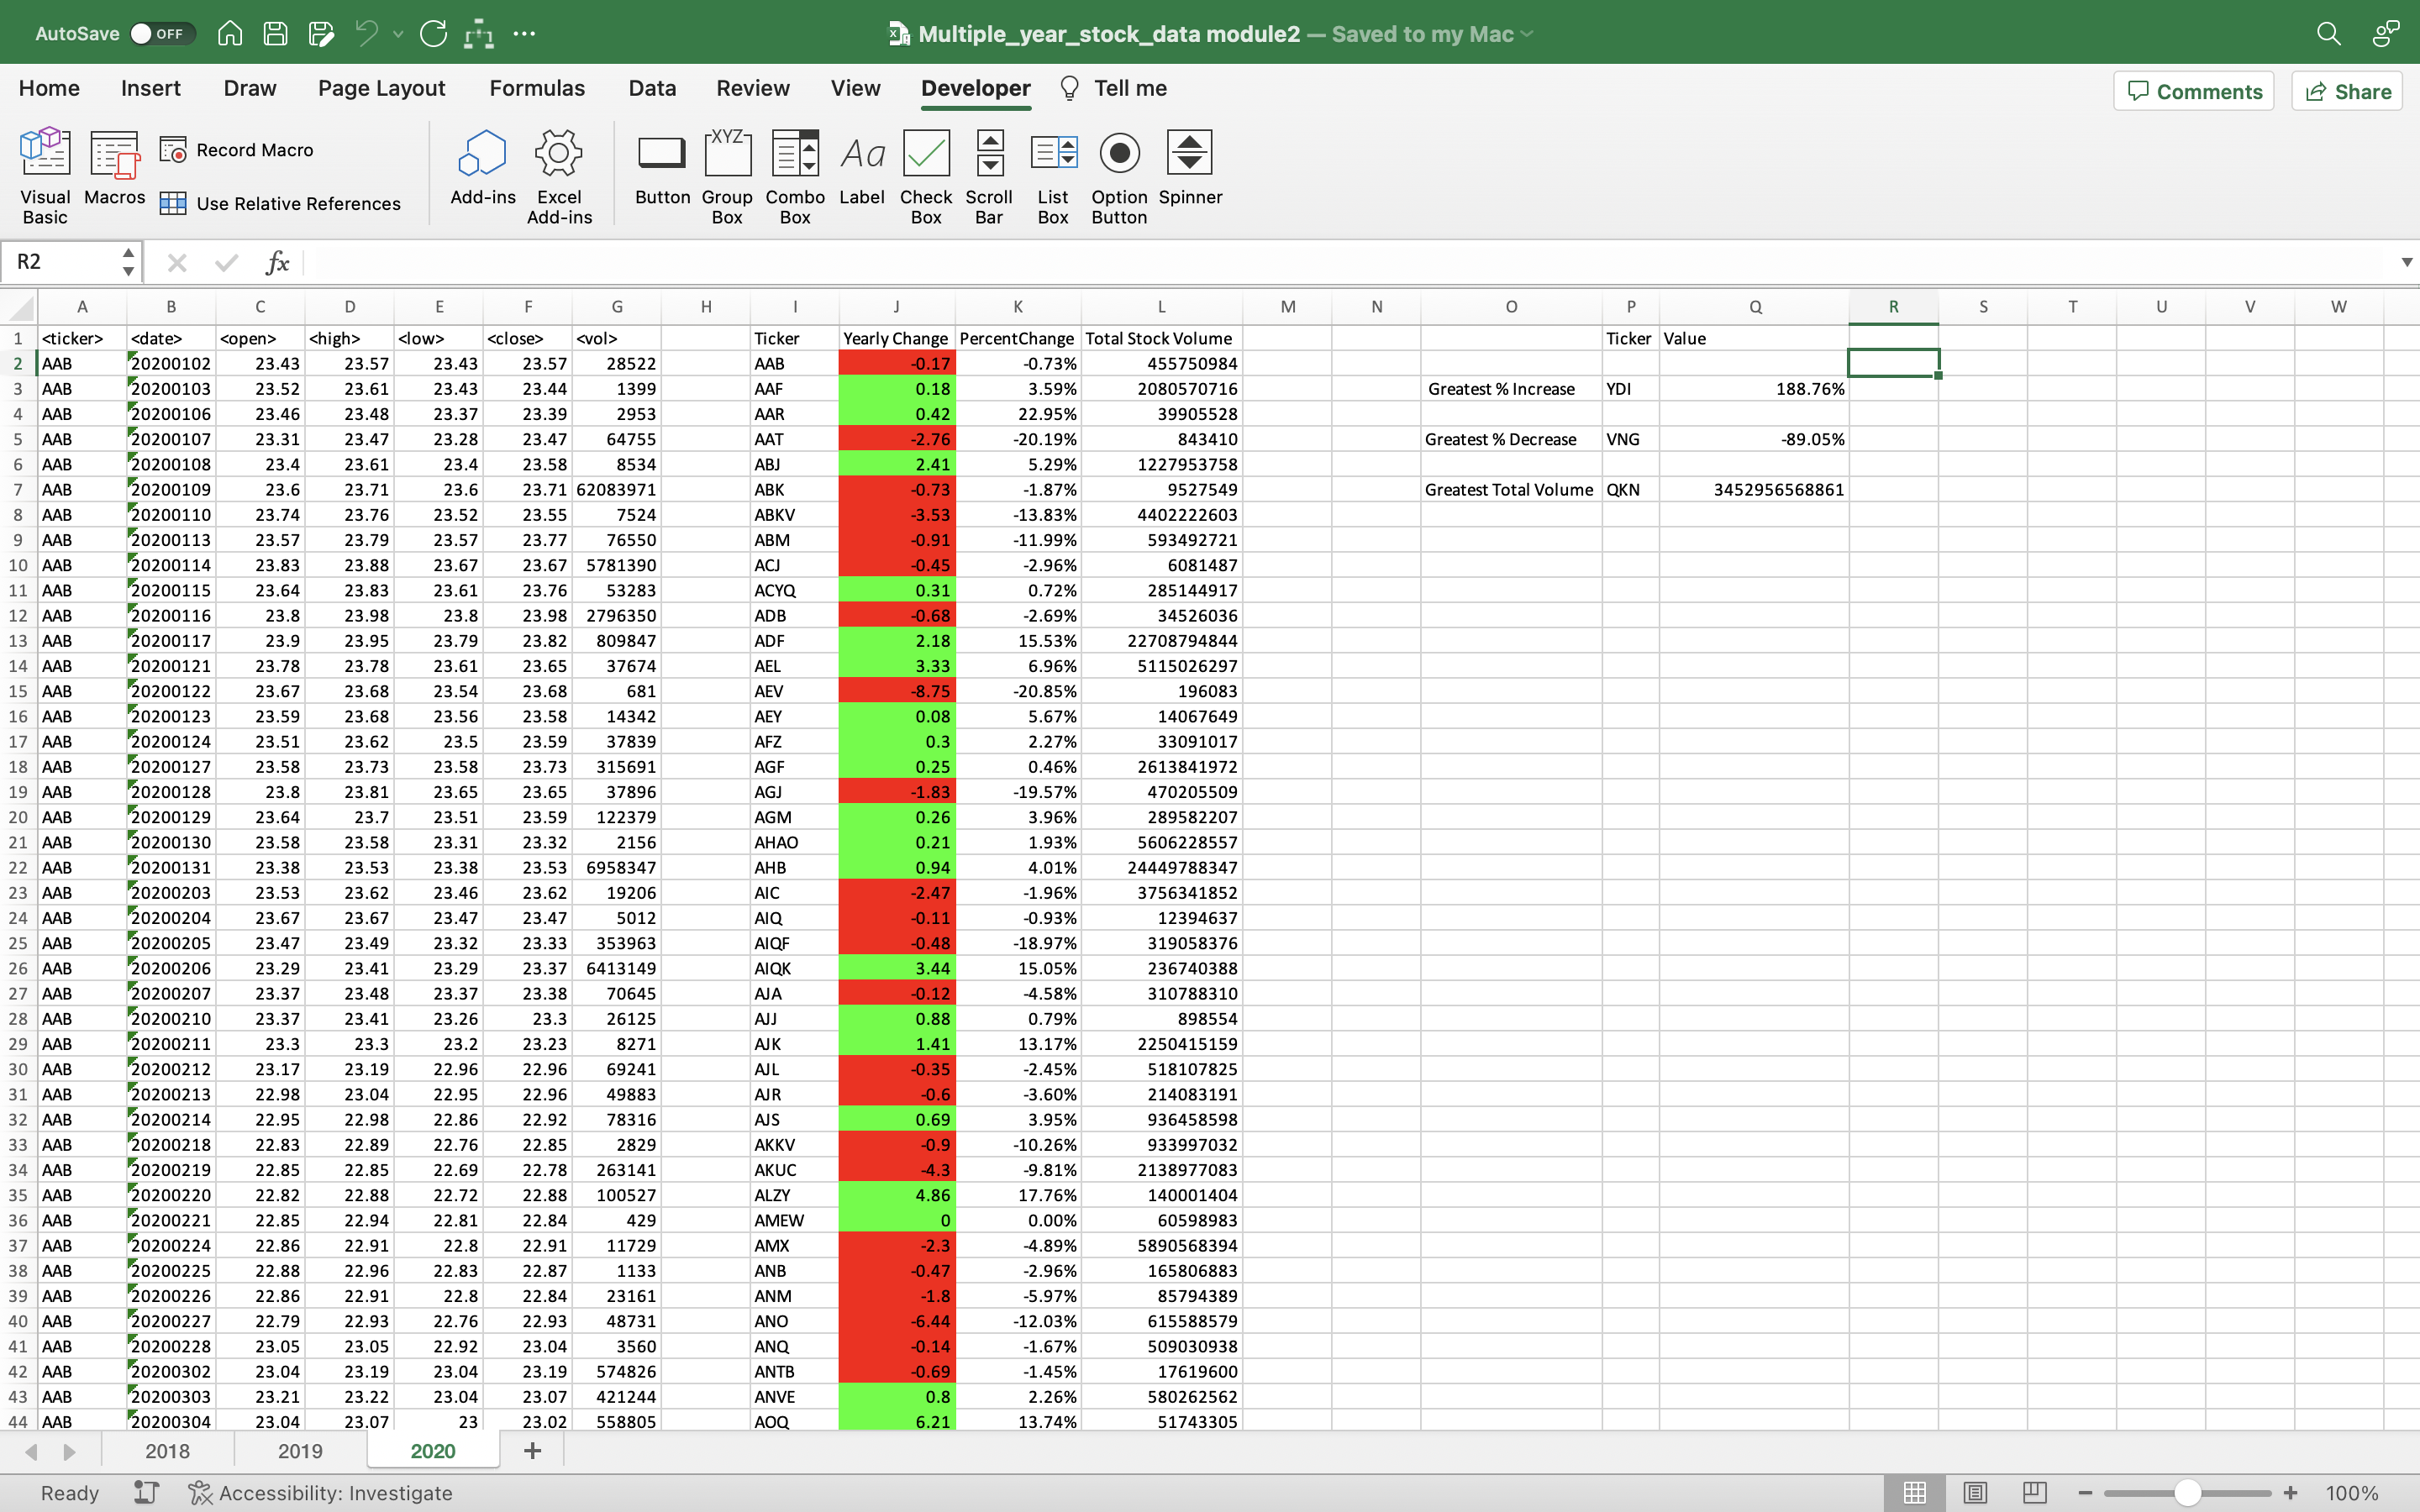 AutoSave OFF Multiple_year_stock_data module2 — Saved to my Mac
Home Insert Draw Page Layout Formulas Data Review View Developer Tell me Comments Share
Visual Basic Macros Record Macro Use Relative References Add-ins Excel Add-ins Button XYZ Group Box Combo Box Aa Label Check Box Scroll Bar List Box Option Button Spinner
R2 fx
A B C D E F G H I J K L M N O P Q R S T U V W
1 <ticker> <date> <open> <high> <low> <close> <vol> Ticker Yearly Change PercentChange Total Stock Volume Ticker Value
2 AAB 20200102 23.43 23.57 23.43 23.57 28522 AAB -0.17 -0.73% 455750984
3 AAB 20200103 23.52 23.61 23.43 23.44 1399 AAF 0.18 3.59% 2080570716 Greatest % Increase YDI 188.76%
4 AAB 20200106 23.46 23.48 23.37 23.39 2953 AAR 0.42 22.95% 39905528
5 AAB 20200107 23.31 23.47 23.28 23.47 64755 AAT -2.76 -20.19% 843410 Greatest % Decrease VNG -89.05%
6 AAB 20200108 23.4 23.61 23.4 23.58 8534 ABJ 2.41 5.29% 1227953758
7 AAB 20200109 23.6 23.71 23.6 23.71 62083971 ABK -0.73 -1.87% 9527549 Greatest Total Volume QKN 3452956568861
8 AAB 20200110 23.74 23.76 23.52 23.55 7524 ABKV -3.53 -13.83% 4402222603
9 AAB 20200113 23.57 23.79 23.57 23.77 76550 ABM -0.91 -11.99% 593492721
10 AAB 20200114 23.83 23.88 23.67 23.67 5781390 ACJ -0.45 -2.96% 6081487
11 AAB 20200115 23.64 23.83 23.61 23.76 53283 ACYQ 0.31 0.72% 285144917
12 AAB 20200116 23.8 23.98 23.8 23.98 2796350 ADB -0.68 -2.69% 34526036
13 AAB 20200117 23.9 23.95 23.79 23.82 809847 ADF 2.18 15.53% 22708794844
14 AAB 20200121 23.78 23.78 23.61 23.65 37674 AEL 3.33 6.96% 5115026297
15 AAB 20200122 23.67 23.68 23.54 23.68 681 AEV -8.75 -20.85% 196083
16 AAB 20200123 23.59 23.68 23.56 23.58 14342 AEY 0.08 5.67% 14067649
17 AAB 20200124 23.51 23.62 23.5 23.59 37839 AFZ 0.3 2.27% 33091017
18 AAB 20200127 23.58 23.73 23.58 23.73 315691 AGF 0.25 0.46% 2613841972
19 AAB 20200128 23.8 23.81 23.65 23.65 37896 AGJ -1.83 -19.57% 470205509
20 AAB 20200129 23.64 23.7 23.51 23.59 122379 AGM 0.26 3.96% 289582207
21 AAB 20200130 23.58 23.58 23.31 23.32 2156 AHAO 0.21 1.93% 5606228557
22 AAB 20200131 23.38 23.53 23.38 23.53 6958347 AHB 0.94 4.01% 24449788347
23 AAB 20200203 23.53 23.62 23.46 23.62 19206 AIC -2.47 -1.96% 3756341852
24 AAB 20200204 23.67 23.67 23.47 23.47 5012 AIQ -0.11 -0.93% 12394637
25 AAB 20200205 23.47 23.49 23.32 23.33 353963 AIQF -0.48 -18.97% 319058376
26 AAB 20200206 23.29 23.41 23.29 23.37 6413149 AIQK 3.44 15.05% 236740388
27 AAB 20200207 23.37 23.48 23.37 23.38 70645 AJA -0.12 -4.58% 310788310
28 AAB 20200210 23.37 23.41 23.26 23.3 26125 AJJ 0.88 0.79% 898554
29 AAB 20200211 23.3 23.3 23.2 23.23 8271 AJK 1.41 13.17% 2250415159
30 AAB 20200212 23.17 23.19 22.96 22.96 69241 AJL -0.35 -2.45% 518107825
31 AAB 20200213 22.98 23.04 22.95 22.96 49883 AJR -0.6 -3.60% 214083191
32 AAB 20200214 22.95 22.98 22.86 22.92 78316 AJS 0.69 3.95% 936458598
33 AAB 20200218 22.83 22.89 22.76 22.85 2829 AKKV -0.9 -10.26% 933997032
34 AAB 20200219 22.85 22.85 22.69 22.78 263141 AKUC -4.3 -9.81% 2138977083
35 AAB 20200220 22.82 22.88 22.72 22.88 100527 ALZY 4.86 17.76% 140001404
36 AAB 20200221 22.85 22.94 22.81 22.84 429 AMEW 0 0.00% 60598983
37 AAB 20200224 22.86 22.91 22.8 22.91 11729 AMX -2.3 -4.89% 5890568394
38 AAB 20200225 22.88 22.96 22.83 22.87 1133 ANB -0.47 -2.96% 165806883
39 AAB 20200226 22.86 22.91 22.8 22.84 23161 ANM -1.8 -5.97% 85794389
40 AAB 20200227 22.79 22.93 22.76 22.93 48731 ANO -6.44 -12.03% 615588579
41 AAB 20200228 23.05 23.05 22.92 23.04 3560 ANQ -0.14 -1.67% 509030938
42 AAB 20200302 23.04 23.19 23.04 23.19 574826 ANTB -0.69 -1.45% 17619600
43 AAB 20200303 23.21 23.22 23.04 23.07 421244 ANVE 0.8 2.26% 580262562
44 AAB 20200304 23.04 23.07 23 23.02 558805 AOQ 6.21 13.74% 51743305
2018 2019 2020 +
Ready Accessibility: Investigate 100%